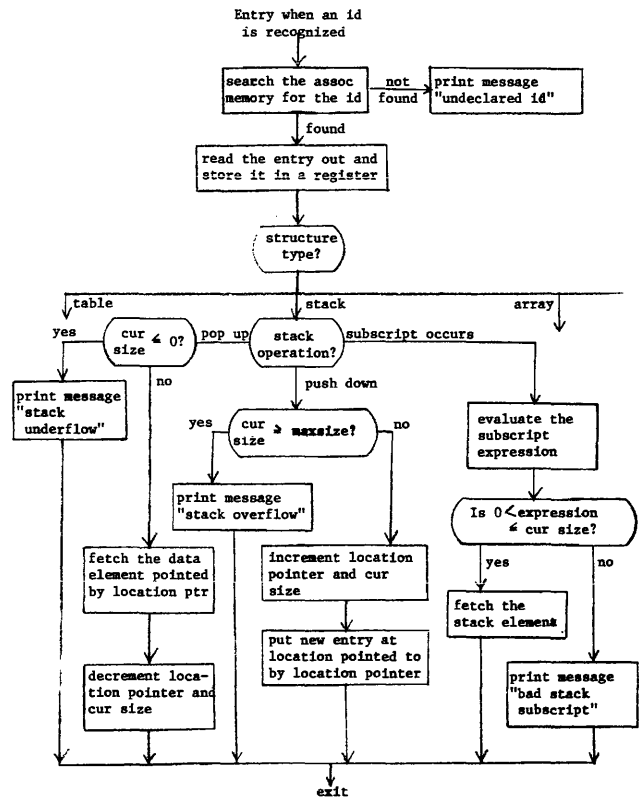 Entry when an id
is recognized
search the assoc
memory for the id
not
found
print message
"undeclared id"
found
read the entry out and
store it in a register
structure
type?
table
stack
array
yes
cur
size ≤ 0?
pop up
stack
operation?
subscript occurs
no
push down
print message
"stack
underflow"
yes
cur
size ≥ maxsize?
no
evaluate the
subscript
expression
print message
"stack overflow"
Is 0<expression
≤ cur size?
fetch the data
element pointed
by location ptr
increment location
pointer and cur
size
yes
no
fetch the
stack element
put new entry at
location pointed to
by location pointer
decrement loca-
tion pointer and
cur size
print message
"bad stack
subscript"
exit